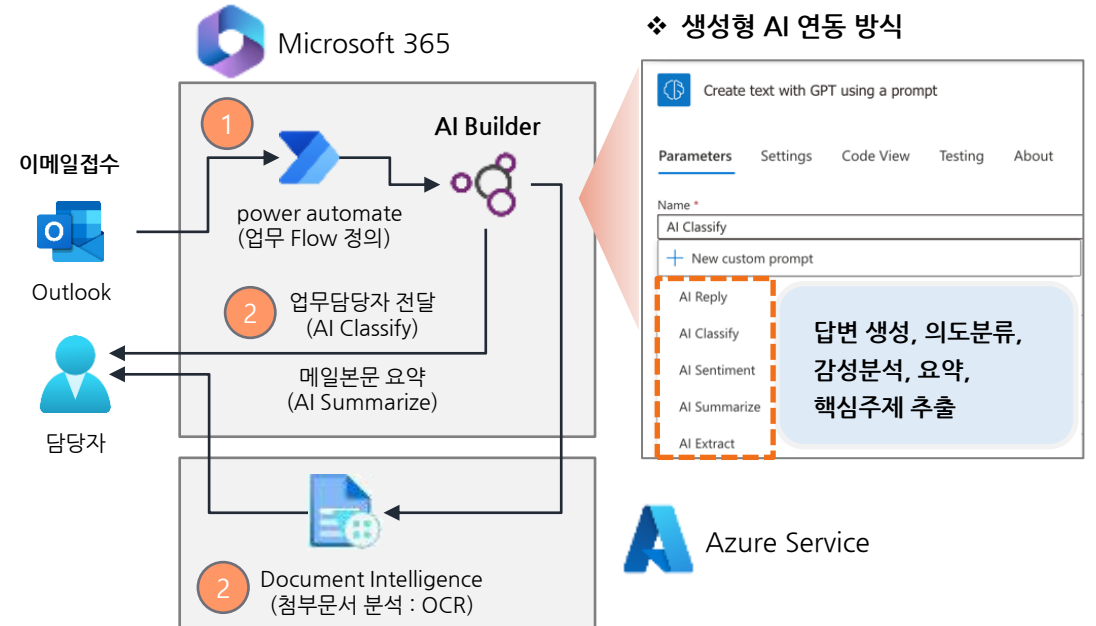 Microsoft 365
이메일접수
Outlook
담당자
1
AI Builder
power automate
(업무 Flow 정의)
2
업무담당자 전달
(AI Classify)
메일본문 요약
(AI Summarize)
2
Document Intelligence
(첨부문서 분석 : OCR)
❖ 생성형 AI 연동 방식
Create text with GPT using a prompt
Parameters Settings Code View Testing About
Name *
AI Classify
+ New custom prompt
AI Reply
AI Classify
AI Sentiment
AI Summarize
AI Extract
답변 생성, 의도분류,
감성분석, 요약,
핵심주제 추출
Azure Service